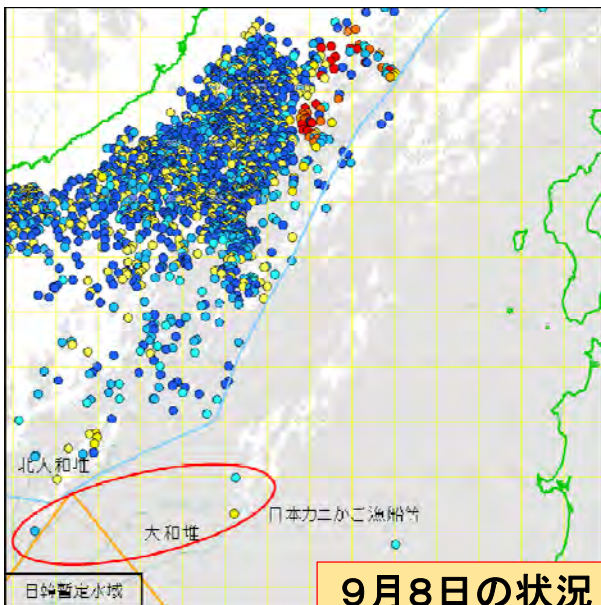 北大和堆
大和堆
日本カニかご漁船等
日韓暫定水域
9月8日の状況